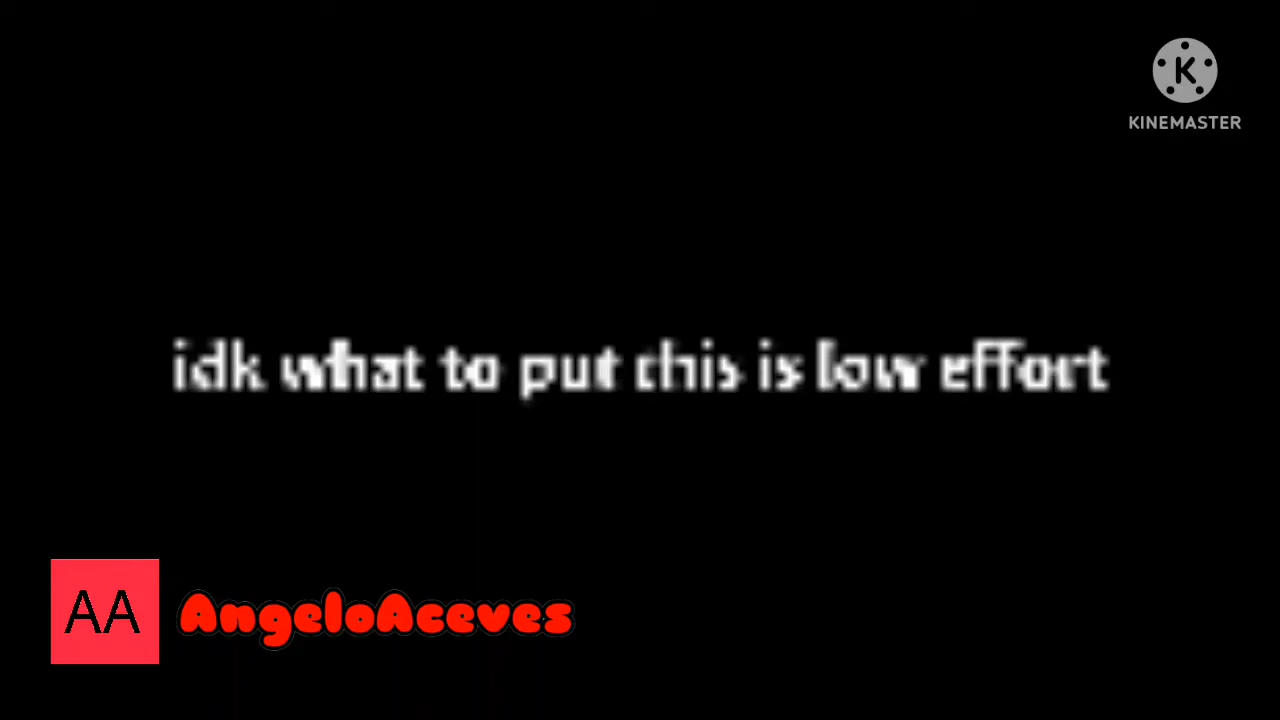 K
KINEMASTER
idk what to put this is low effort
AA
AngeloAceves